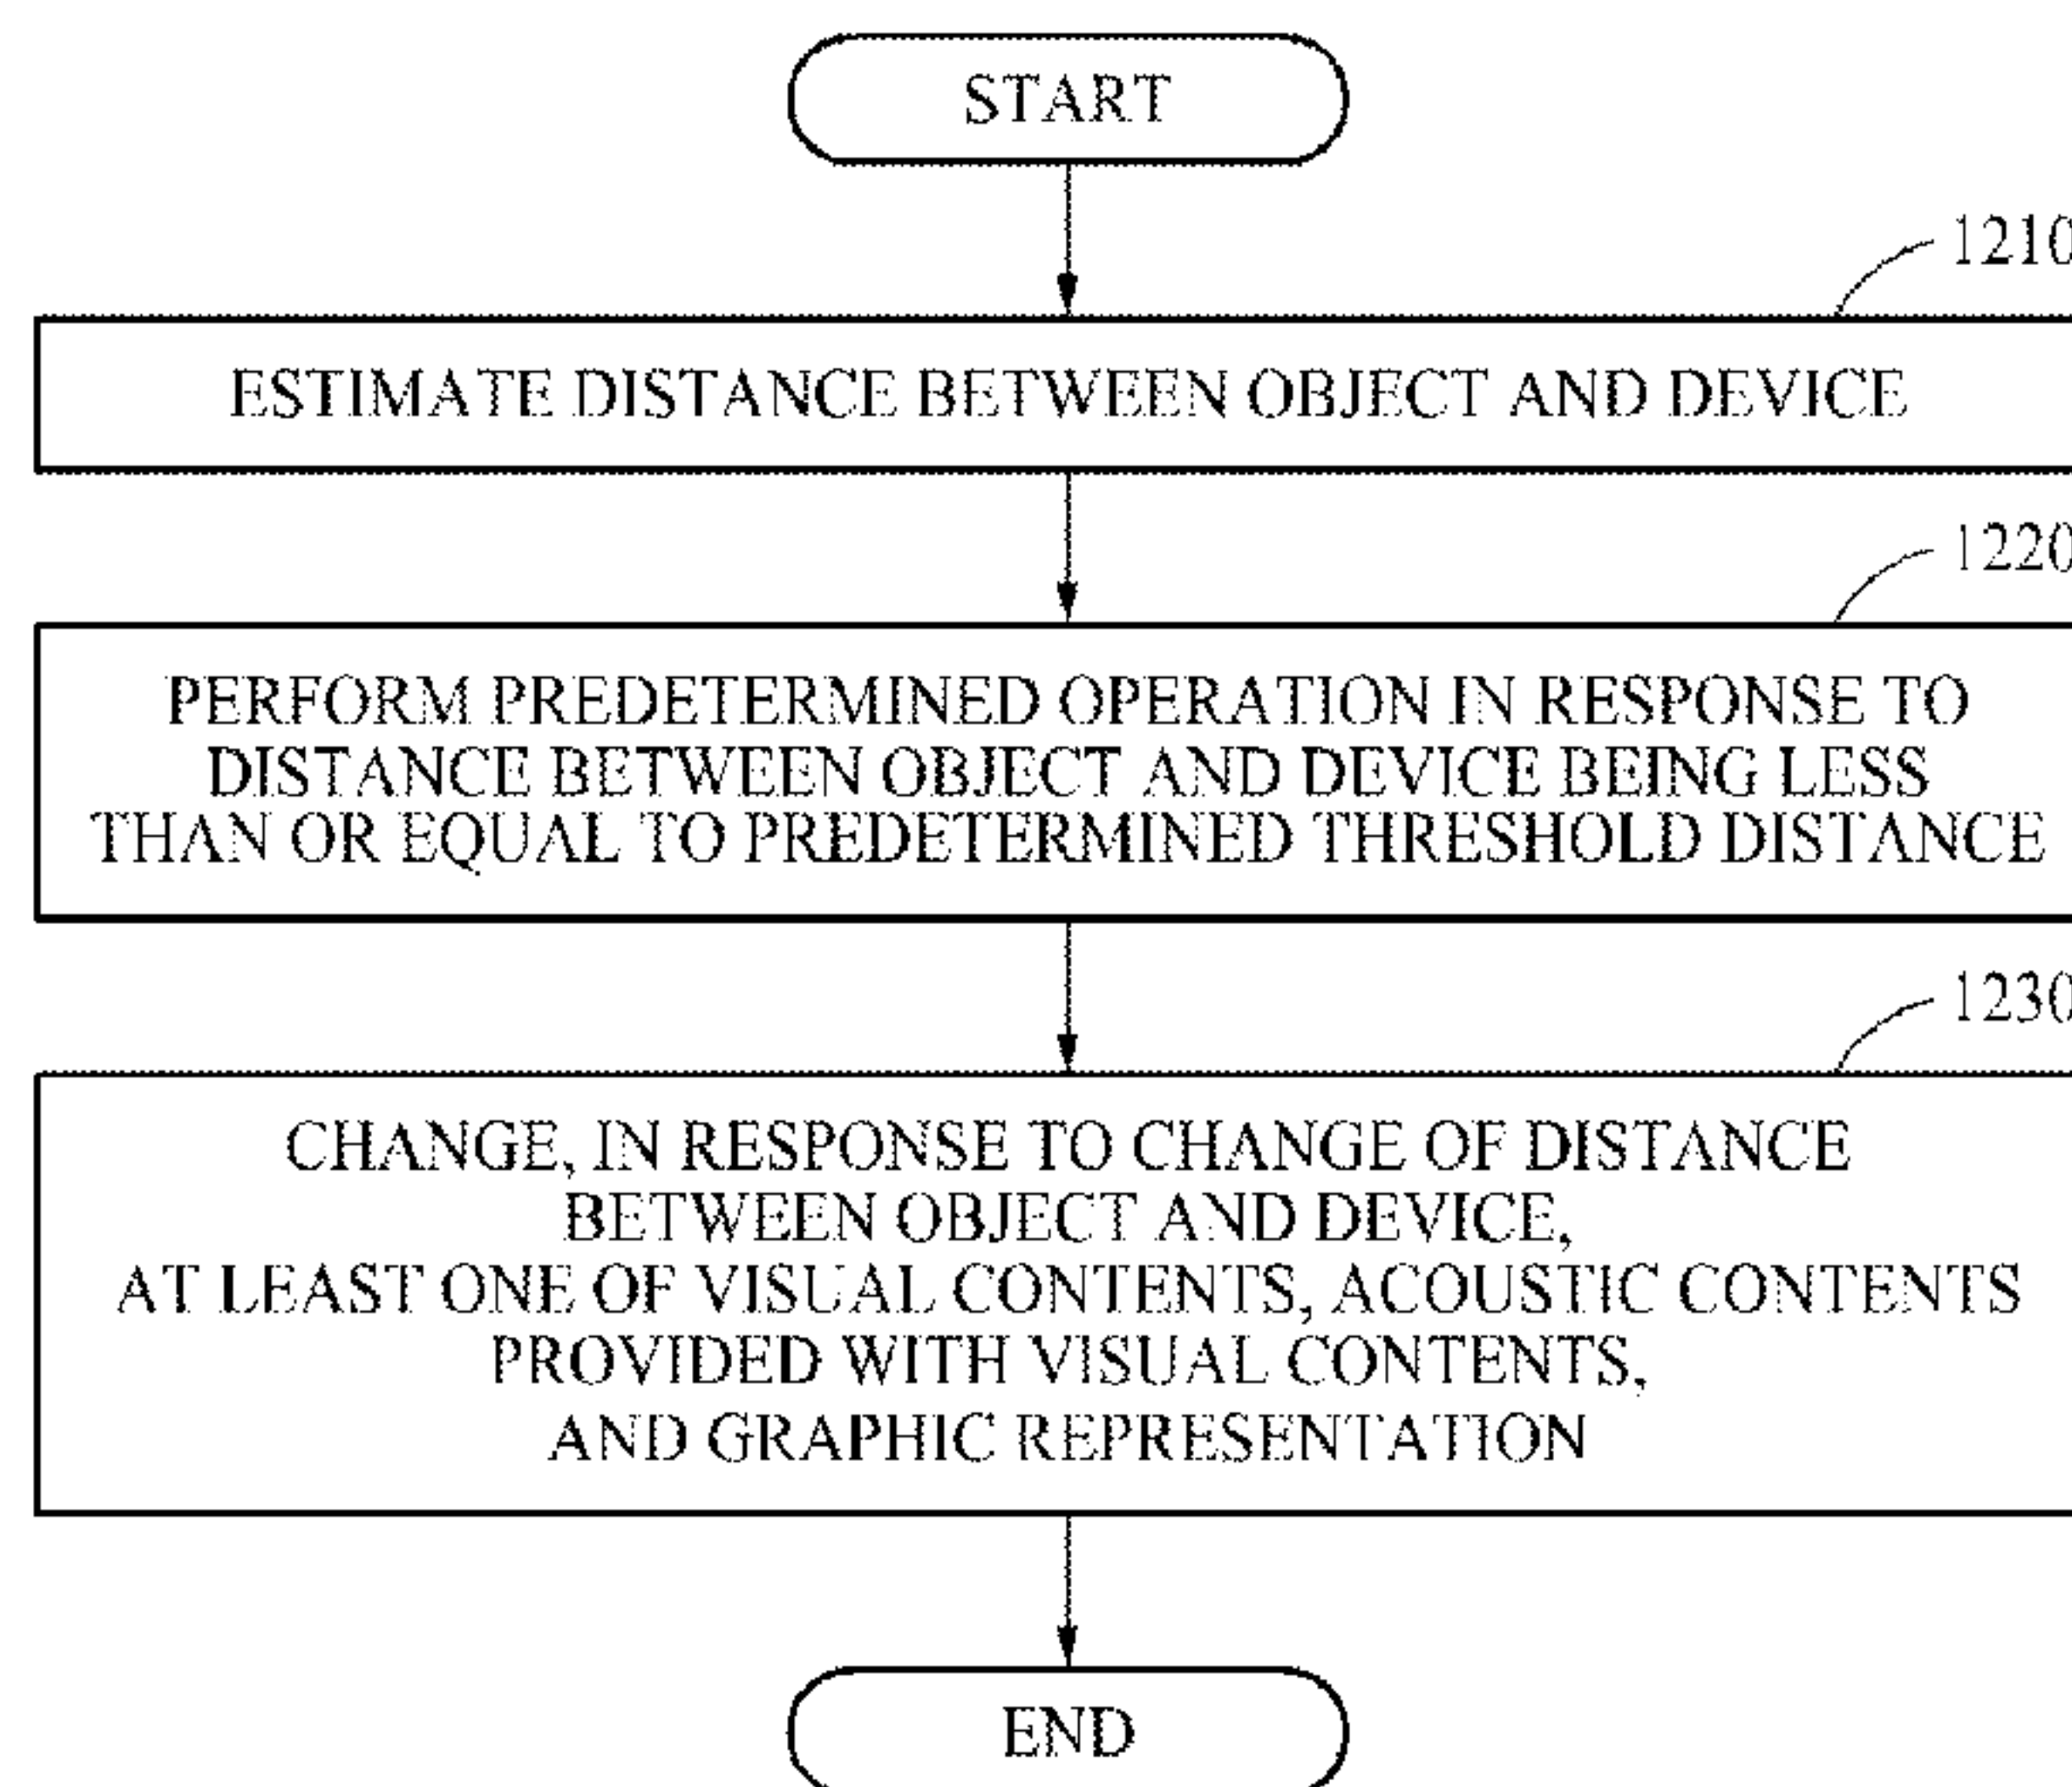 START
1210
ESTIMATE DISTANCE BETWEEN OBJECT AND DEVICE
1220
PERFORM PREDETERMINED OPERATION IN RESPONSE TO
DISTANCE BETWEEN OBJECT AND DEVICE BEING LESS
THAN OR EQUAL TO PREDETERMINED THRESHOLD DISTANCE
1230
CHANGE, IN RESPONSE TO CHANGE OF DISTANCE
BETWEEN OBJECT AND DEVICE,
AT LEAST ONE OF VISUAL CONTENTS, ACOUSTIC CONTENTS
PROVIDED WITH VISUAL CONTENTS,
AND GRAPHIC REPRESENTATION
END